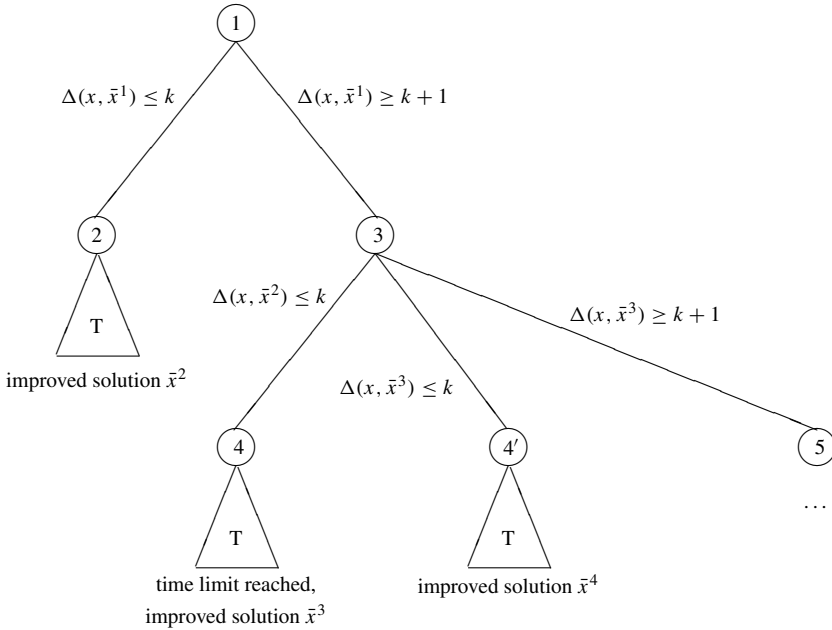 1
Δ(x, x̄¹) ≤ k
Δ(x, x̄¹) ≥ k + 1
2
3
T
improved solution x̄²
Δ(x, x̄²) ≤ k
Δ(x, x̄³) ≤ k
Δ(x, x̄³) ≥ k + 1
4
4′
5
T
T
...
time limit reached,
improved solution x̄³
improved solution x̄⁴